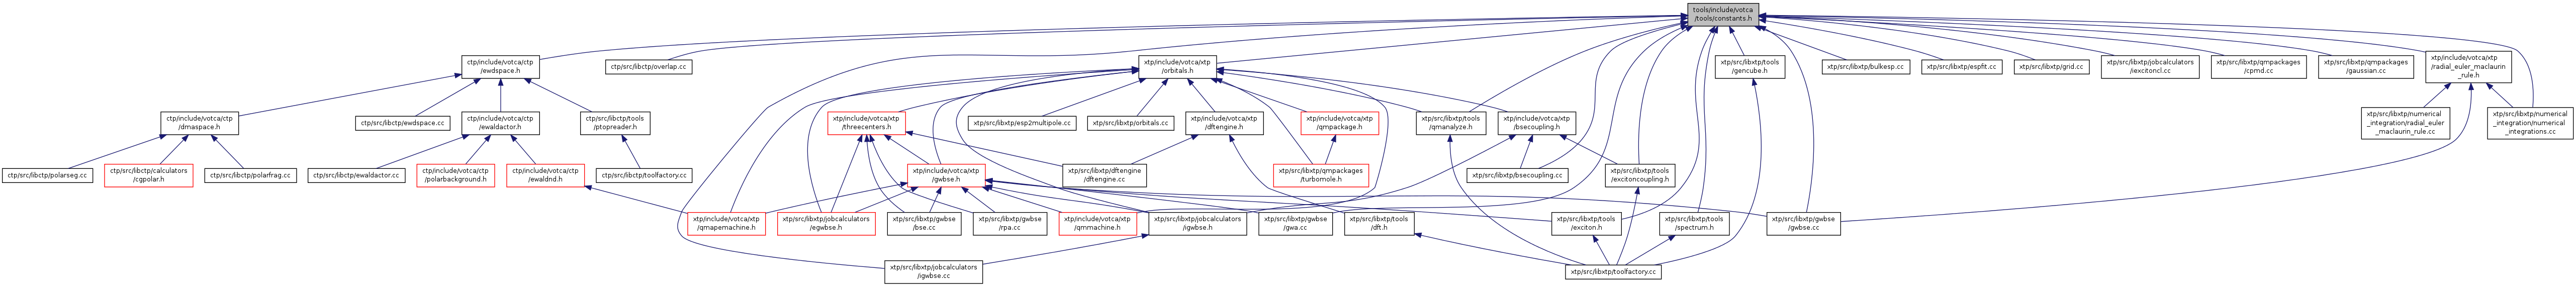 tools/include/votca
/tools/constants.h
ctp/include/votca/ctp
/ewdspace.h
ctp/src/libctp/overlap.cc
xtp/include/votca/xtp
/orbitals.h
xtp/src/libxtp/tools
/gencube.h
xtp/src/libxtp/bulkesp.cc
xtp/src/libxtp/espfit.cc
xtp/src/libxtp/grid.cc
xtp/src/libxtp/jobcalculators
/iexcitoncl.cc
xtp/src/libxtp/qmpackages
/cpmd.cc
xtp/src/libxtp/qmpackages
/gaussian.cc
xtp/include/votca/xtp
/radial_euler_maclaurin
_rule.h
ctp/include/votca/ctp
/dmaspace.h
ctp/src/libctp/ewdspace.cc
ctp/include/votca/ctp
/ewaldactor.h
ctp/src/libctp/tools
/ptopreader.h
xtp/include/votca/xtp
/threecenters.h
xtp/src/libxtp/esp2multipole.cc
xtp/src/libxtp/orbitals.cc
xtp/include/votca/xtp
/dftengine.h
xtp/include/votca/xtp
/qmpackage.h
xtp/src/libxtp/tools
/qmanalyze.h
xtp/include/votca/xtp
/bsecoupling.h
xtp/src/libxtp/numerical
_integration/radial_euler
_maclaurin_rule.cc
xtp/src/libxtp/numerical
_integration/numerical
_integrations.cc
ctp/src/libctp/polarseg.cc
ctp/src/libctp/calculators
/cgpolar.h
ctp/src/libctp/polarfrag.cc
ctp/src/libctp/ewaldactor.cc
ctp/include/votca/ctp
/polarbackground.h
ctp/include/votca/ctp
/ewaldnd.h
ctp/src/libctp/toolfactory.cc
xtp/include/votca/xtp
/gwbse.h
xtp/src/libxtp/dftengine
/dftengine.cc
xtp/src/libxtp/qmpackages
/turbomole.h
xtp/src/libxtp/bsecoupling.cc
xtp/src/libxtp/tools
/excitoncoupling.h
xtp/include/votca/xtp
/qmapemachine.h
xtp/src/libxtp/jobcalculators
/egwbse.h
xtp/src/libxtp/gwbse
/bse.cc
xtp/src/libxtp/gwbse
/rpa.cc
xtp/include/votca/xtp
/qmmachine.h
xtp/src/libxtp/jobcalculators
/igwbse.h
xtp/src/libxtp/gwbse
/gwa.cc
xtp/src/libxtp/tools
/dft.h
xtp/src/libxtp/tools
/exciton.h
xtp/src/libxtp/tools
/spectrum.h
xtp/src/libxtp/gwbse
/gwbse.cc
xtp/src/libxtp/jobcalculators
/igwbse.cc
xtp/src/libxtp/toolfactory.cc